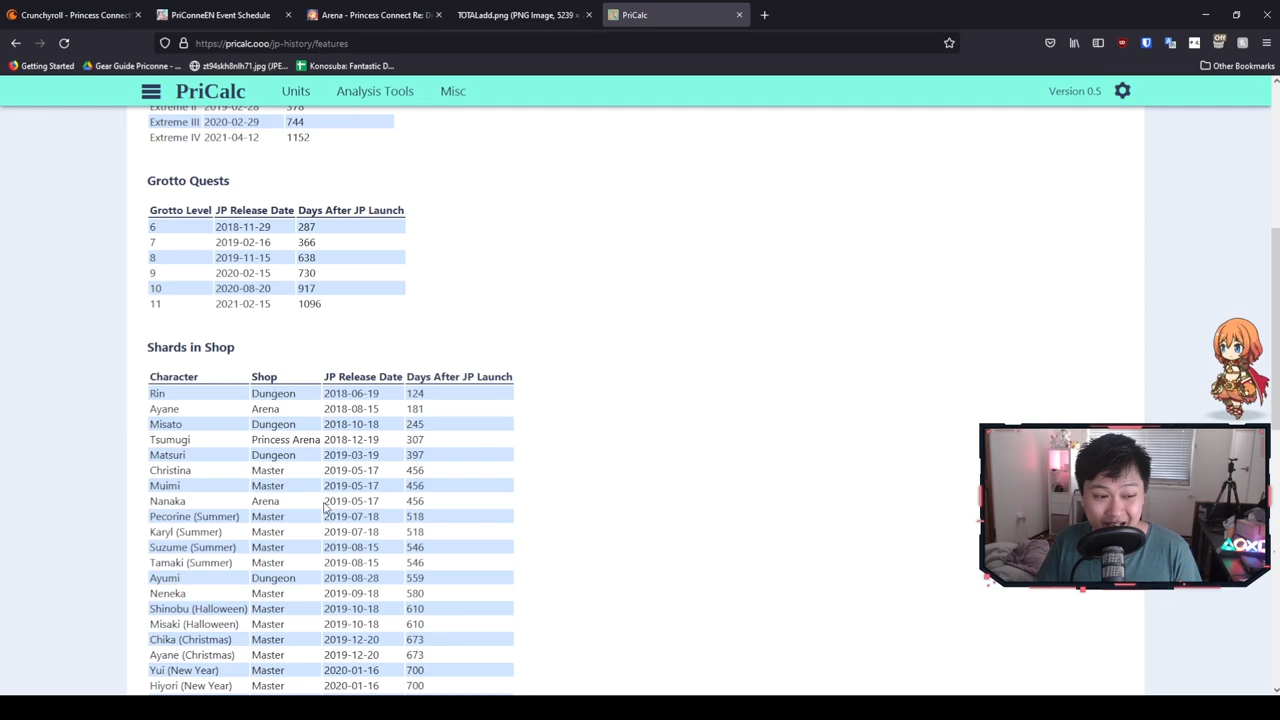 Crunchyroll - Princess Connect
PriConneEN Event Schedule
Arena - Princess Connect Re: Di
TOTALadd.png (PNG Image, 5239 ×
PriCalc
https://pricalc.ooo/jp-history/features
Getting Started
Gear Guide Priconne - ...
zt94skh8nlh71.jpg (JPE...
Konosuba: Fantastic D...
Off
Other Bookmarks
PriCalc
Units
Analysis Tools
Misc
Version 0.5
Extreme II 2019-02-28 378
Extreme III 2020-02-29 744
Extreme IV 2021-04-12 1152
Grotto Quests
Grotto Level JP Release Date Days After JP Launch
6 2018-11-29 287
7 2019-02-16 366
8 2019-11-15 638
9 2020-02-15 730
10 2020-08-20 917
11 2021-02-15 1096
Shards in Shop
Character Shop JP Release Date Days After JP Launch
Rin Dungeon 2018-06-19 124
Ayane Arena 2018-08-15 181
Misato Dungeon 2018-10-18 245
Tsumugi Princess Arena 2018-12-19 307
Matsuri Dungeon 2019-03-19 397
Christina Master 2019-05-17 456
Muimi Master 2019-05-17 456
Nanaka Arena 2019-05-17 456
Pecorine (Summer) Master 2019-07-18 518
Karyl (Summer) Master 2019-07-18 518
Suzume (Summer) Master 2019-08-15 546
Tamaki (Summer) Master 2019-08-15 546
Ayumi Dungeon 2019-08-28 559
Neneka Master 2019-09-18 580
Shinobu (Halloween) Master 2019-10-18 610
Misaki (Halloween) Master 2019-10-18 610
Chika (Christmas) Master 2019-12-20 673
Ayane (Christmas) Master 2019-12-20 673
Yui (New Year) Master 2020-01-16 700
Hiyori (New Year) Master 2020-01-16 700